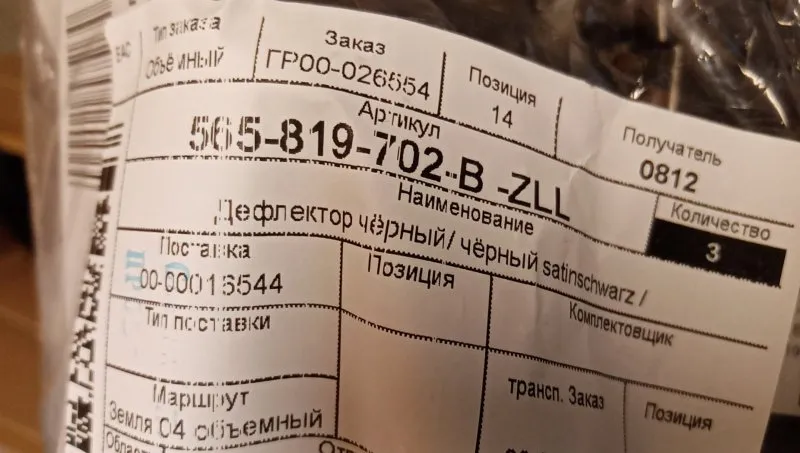 EAC
Тип заказа
Объёмный
Заказ
ГР00-026554
Позиция
14
Получатель
0812
Артикул
565-819-702-B -ZLL
Наименование
Дефлектор чёрный/ чёрный satinschwarz /
Количество
3
Поставка
00-00016544
Позиция
Комплектовщик
Тип поставки
трансп. Заказ
Позиция
Маршрут
Земля 04 объемный